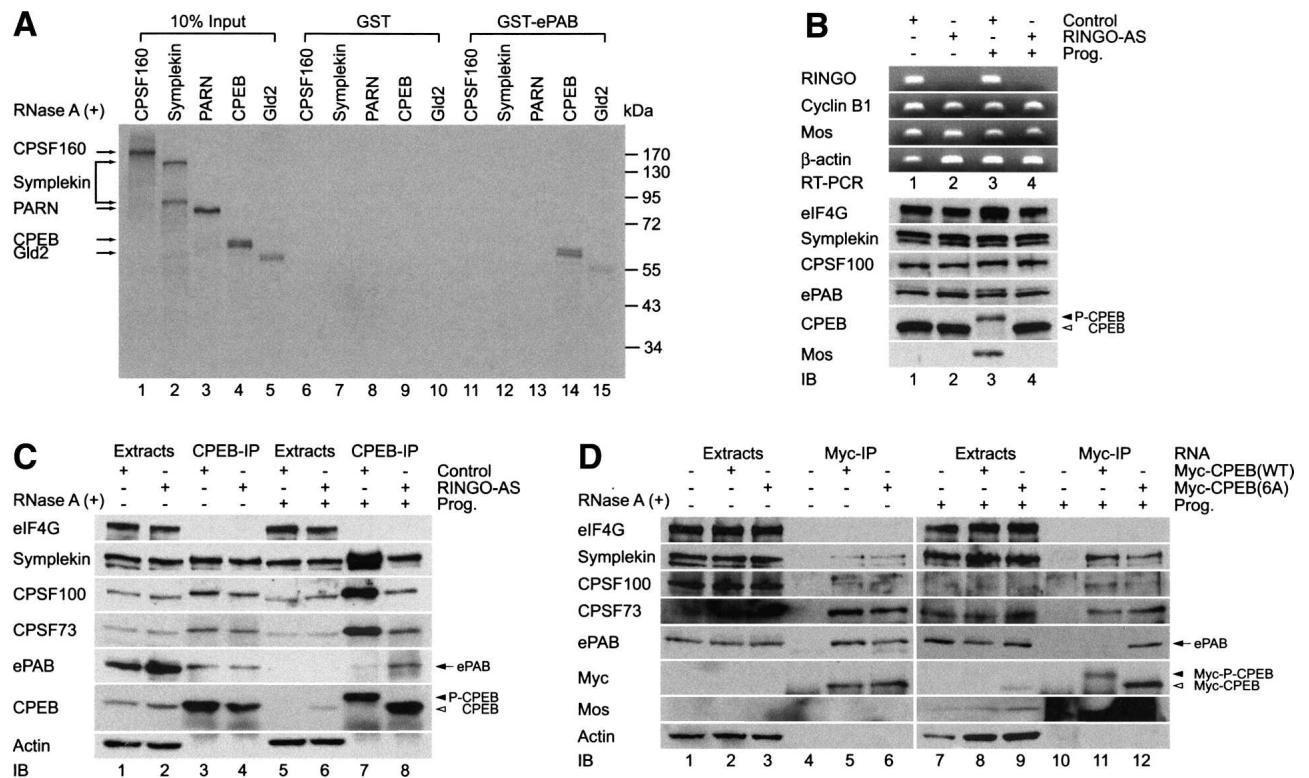 A
10% Input GST GST-ePAB
RNase A (+) CPSF160 Symplekin PARN CPEB Gld2 CPSF160 Symplekin PARN CPEB Gld2 CPSF160 Symplekin PARN CPEB Gld2 kDa
CPSF160
Symplekin
PARN
CPEB
Gld2
170
130
95
72
55
43
34
1 2 3 4 5 6 7 8 9 10 11 12 13 14 15
B
+ - + - Control
- + - + RINGO-AS
- - + + Prog.
RINGO
Cyclin B1
Mos
β-actin
RT-PCR 1 2 3 4
eIF4G
Symplekin
CPSF100
ePAB
CPEB P-CPEB
CPEB
Mos
IB 1 2 3 4
C
Extracts CPEB-IP Extracts CPEB-IP
+ - + - + - + - Control
- + - + - + - + RINGO-AS
RNase A (+) - - - - + + + + Prog.
eIF4G
Symplekin
CPSF100
CPSF73
ePAB ePAB
CPEB P-CPEB
CPEB
Actin
IB 1 2 3 4 5 6 7 8
D
Extracts Myc-IP Extracts Myc-IP RNA
- + - - + - - + - - + - Myc-CPEB(WT)
- - + - - + - - + - - + Myc-CPEB(6A)
RNase A (+) - - - - - - + + + + + + Prog.
eIF4G
Symplekin
CPSF100
CPSF73
ePAB ePAB
Myc Myc-P-CPEB
Myc-CPEB
Mos
Actin
IB 1 2 3 4 5 6 7 8 9 10 11 12